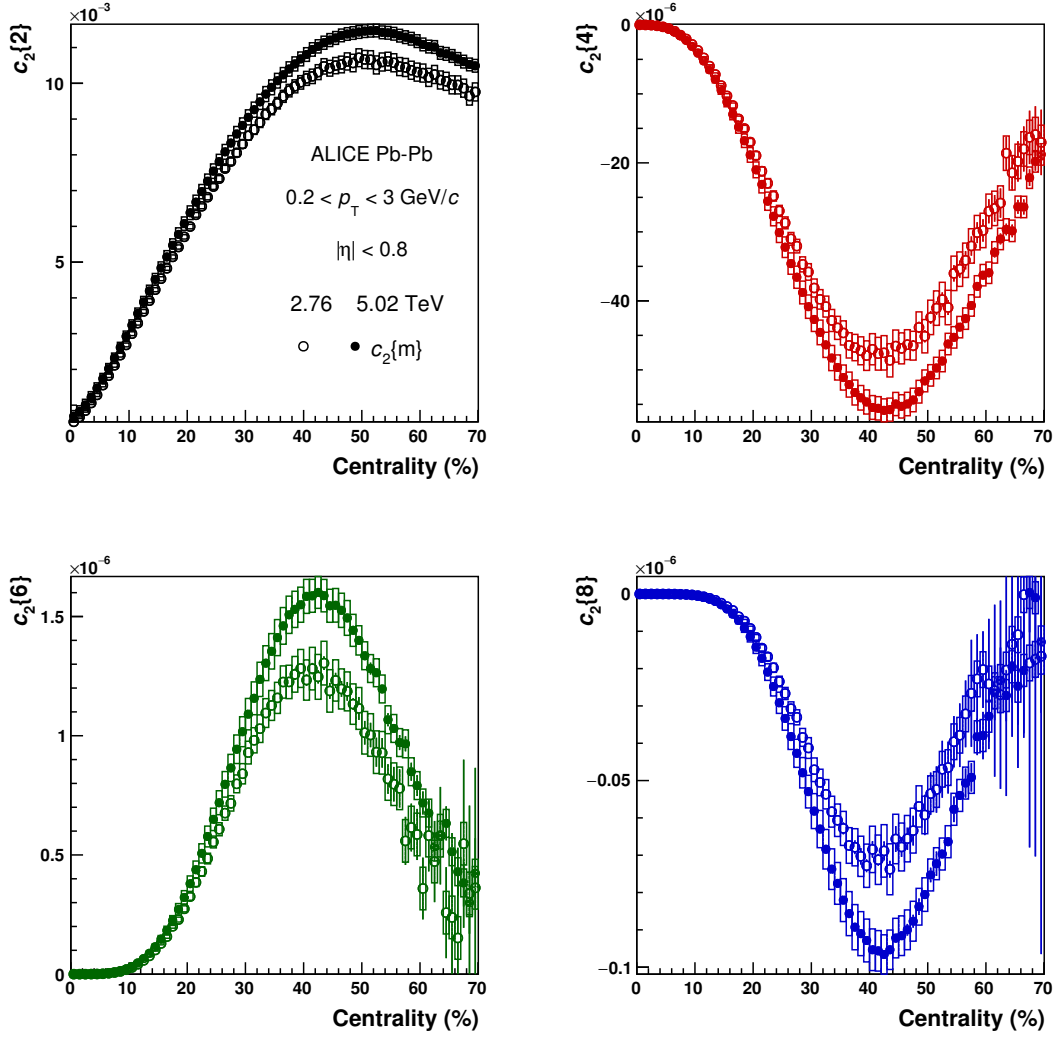 ×10⁻³
c₂{2}
10
5
ALICE Pb-Pb
0.2 < p_T < 3 GeV/c
|η| < 0.8
2.76 5.02 TeV
c₂{m}
0 10 20 30 40 50 60 70
Centrality (%)
×10⁻⁶
c₂{4}
0
−20
−40
0 10 20 30 40 50 60 70
Centrality (%)
×10⁻⁶
c₂{6}
1.5
1
0.5
0
0 10 20 30 40 50 60 70
Centrality (%)
×10⁻⁶
c₂{8}
0
−0.05
−0.1
0 10 20 30 40 50 60 70
Centrality (%)